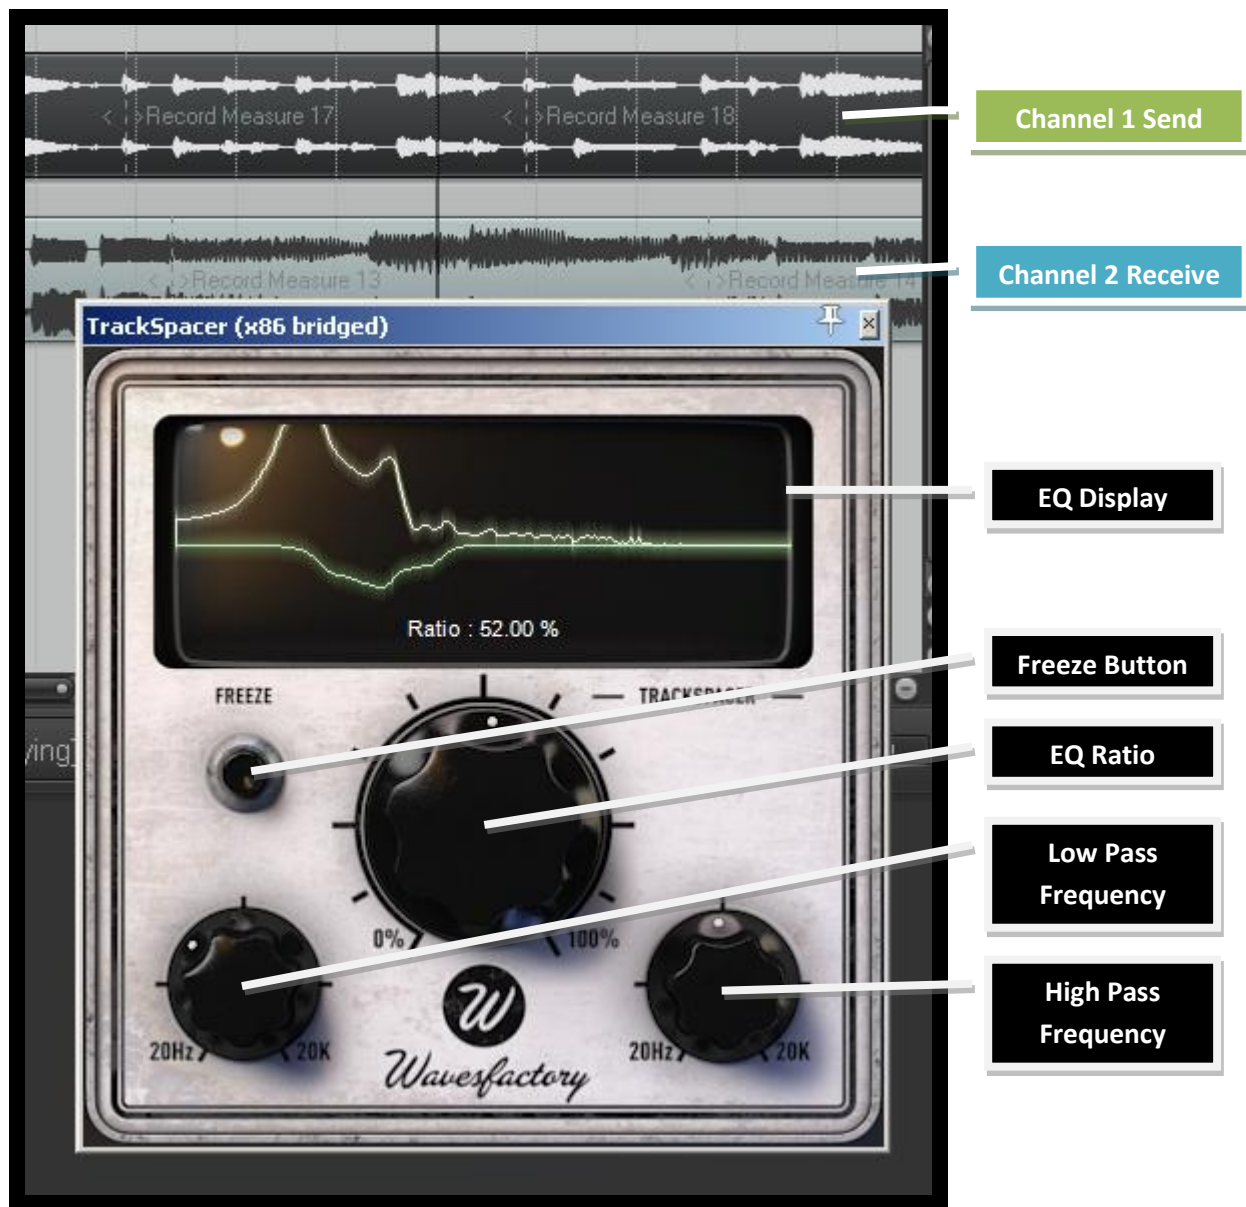 < >Record Measure 17
< >Record Measure 18
Channel 1 Send
< >Record Measure 13
< >Record Measure 14
Channel 2 Receive
TrackSpacer (x86 bridged)
EQ Display
Ratio : 52.00 %
FREEZE
TRACKSPACER
Freeze Button
ying]
EQ Ratio
Low Pass
Frequency
0%
100%
High Pass
Frequency
20Hz
20K
20Hz
20K
W
Wavesfactory